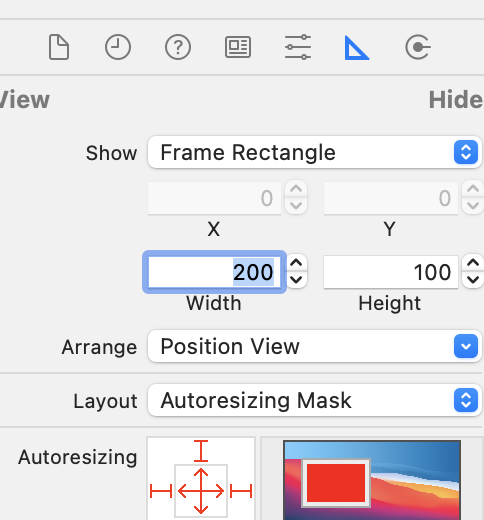 View
Hide
Show
Frame Rectangle
0
0
X
Y
200
100
Width
Height
Arrange
Position View
Layout
Autoresizing Mask
Autoresizing